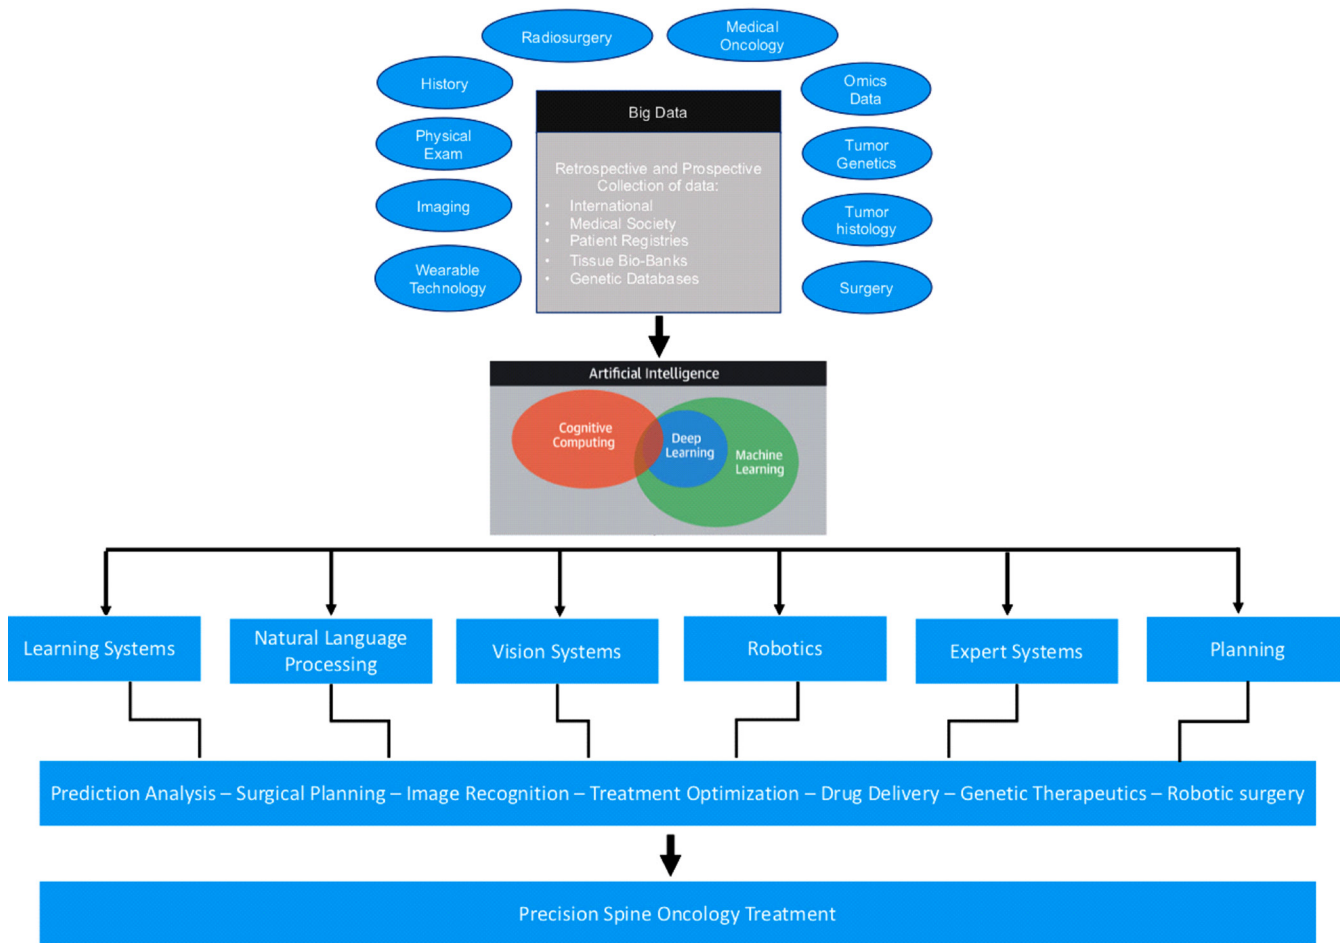 Radiosurgery
Medical
Oncology
History
Omics
Data
Physical
Exam
Tumor
Genetics
Imaging
Tumor
histology
Wearable
Technology
Surgery
Big Data
Retrospective and Prospective
Collection of data:
• International
• Medical Society
• Patient Registries
• Tissue Bio-Banks
• Genetic Databases
Artificial Intelligence
Cognitive
Computing
Deep
Learning
Machine
Learning
Learning Systems
Natural Language
Processing
Vision Systems
Robotics
Expert Systems
Planning
Prediction Analysis – Surgical Planning – Image Recognition – Treatment Optimization – Drug Delivery – Genetic Therapeutics – Robotic surgery
Precision Spine Oncology Treatment